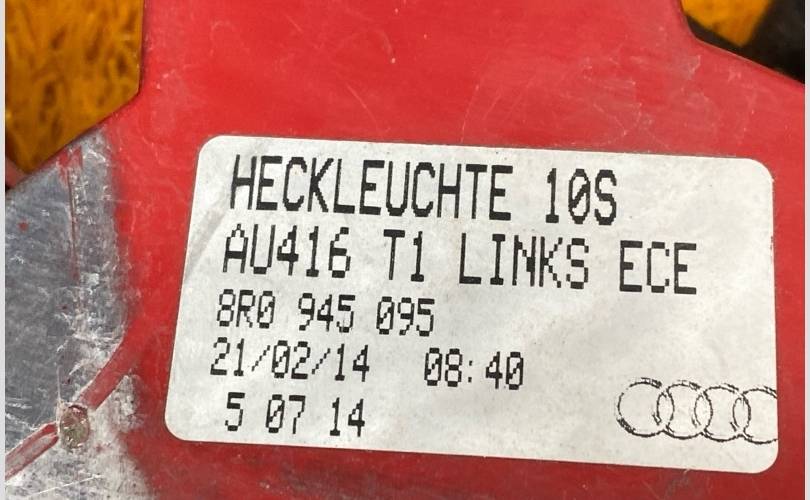 HECKLEUCHTE 10S
AU416 T1 LINKS ECE
8R0 945 095
21/02/14 08:40
5 07 14